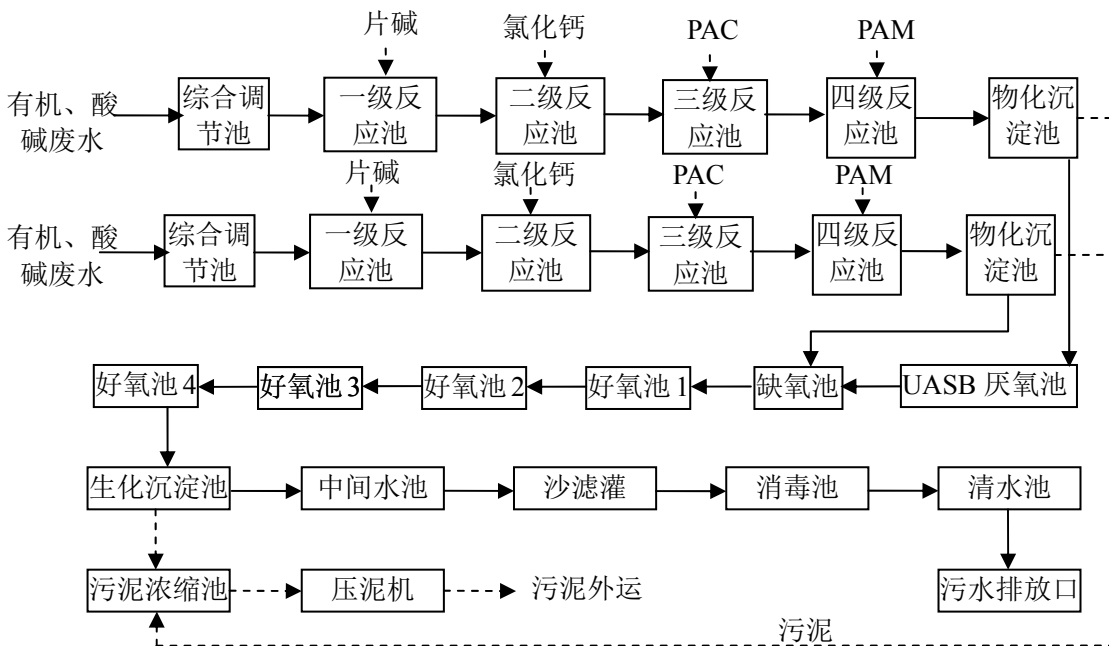 片碱
氯化钙
PAC
PAM
有机、酸
碱废水
综合调
节池
一级反
应池
二级反
应池
三级反
应池
四级反
应池
物化沉
淀池
片碱
氯化钙
PAC
PAM
有机、酸
碱废水
综合调
节池
一级反
应池
二级反
应池
三级反
应池
四级反
应池
物化沉
淀池
好氧池 4
好氧池 3
好氧池 2
好氧池 1
缺氧池
UASB 厌氧池
生化沉淀池
中间水池
沙滤灌
消毒池
清水池
污泥浓缩池
压泥机
污泥外运
污水排放口
污泥